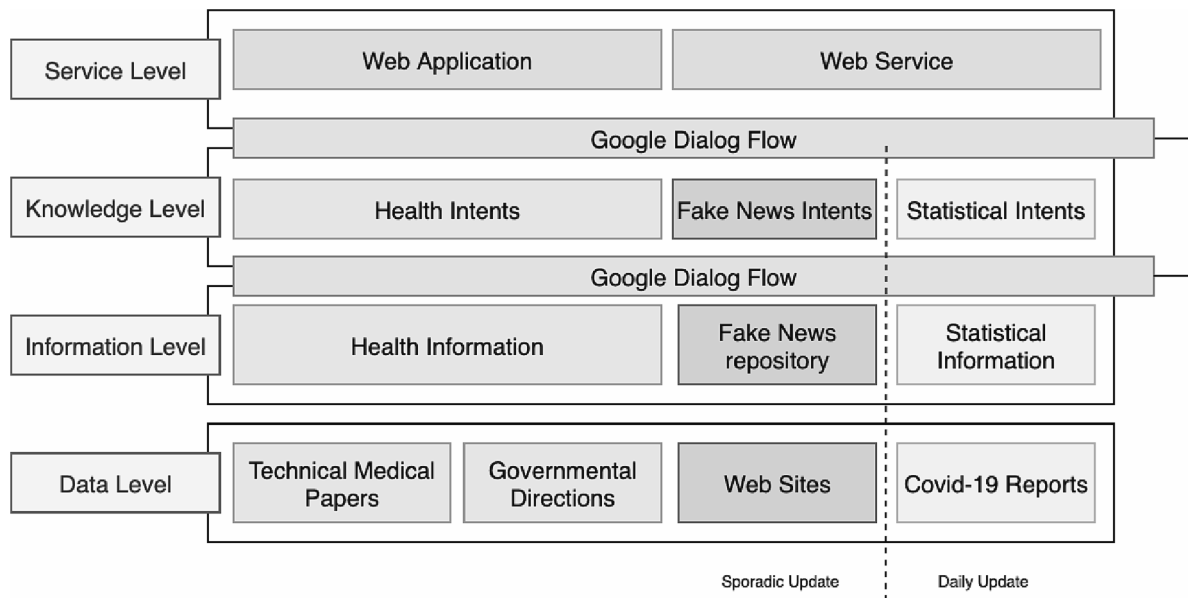 Service Level
Web Application
Web Service
Google Dialog Flow
Knowledge Level
Health Intents
Fake News Intents
Statistical Intents
Google Dialog Flow
Information Level
Health Information
Fake News
repository
Statistical
Information
Data Level
Technical Medical
Papers
Governmental
Directions
Web Sites
Covid-19 Reports
Sporadic Update
Daily Update